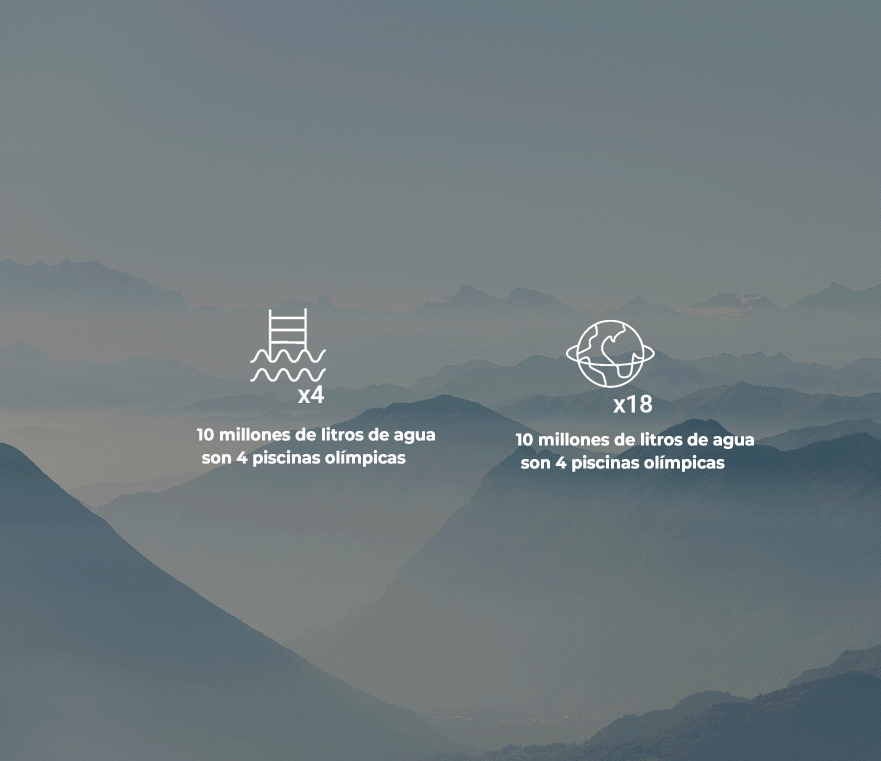 x4
10 millones de litros de agua
son 4 piscinas olímpicas
x18
10 millones de litros de agua
son 4 piscinas olímpicas